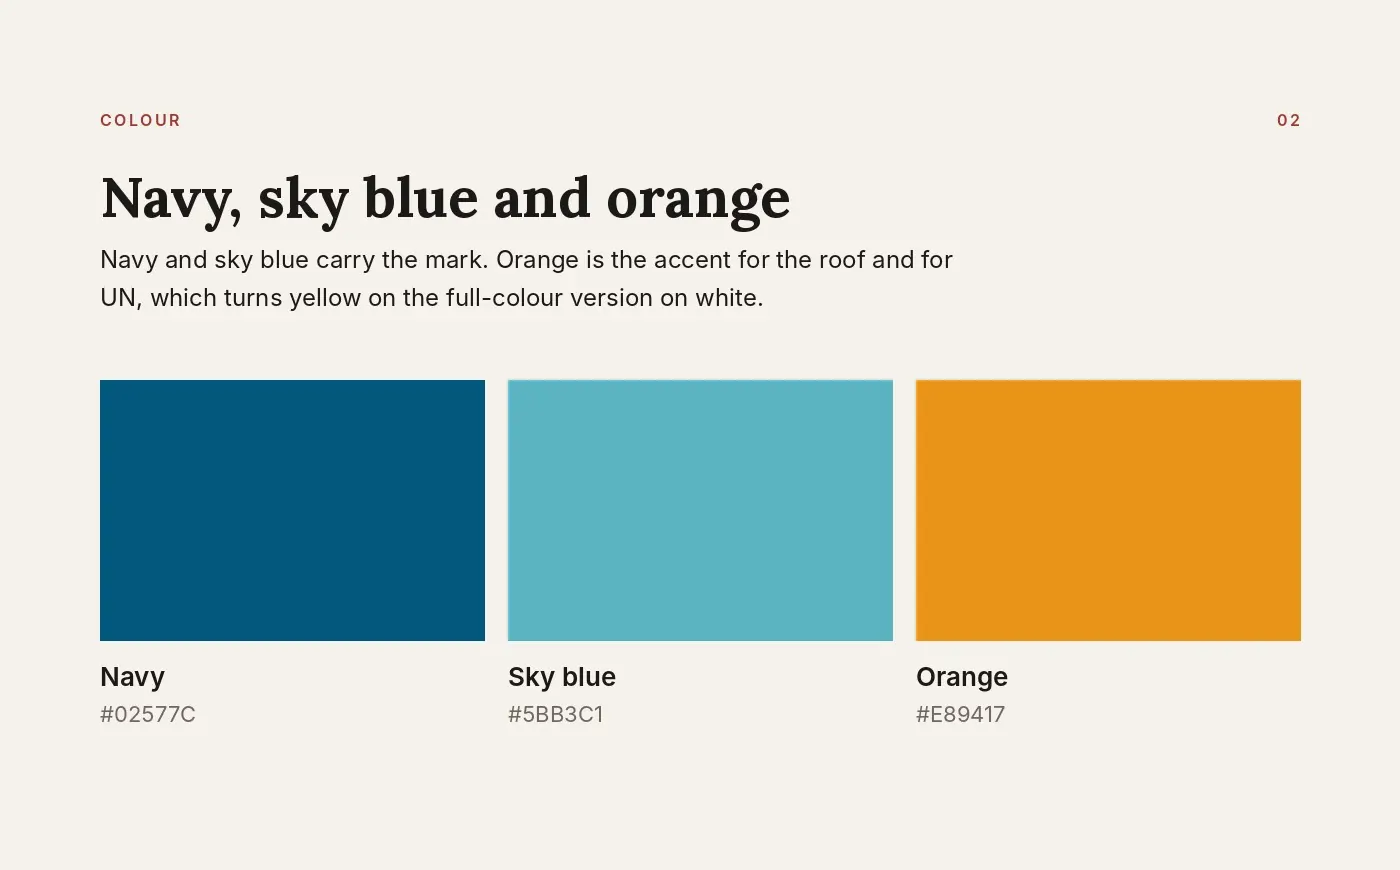 COLOUR
02
Navy, sky blue and orange
Navy and sky blue carry the mark. Orange is the accent for the roof and for
UN, which turns yellow on the full-colour version on white.
Navy
#02577C
Sky blue
#5BB3C1
Orange
#E89417